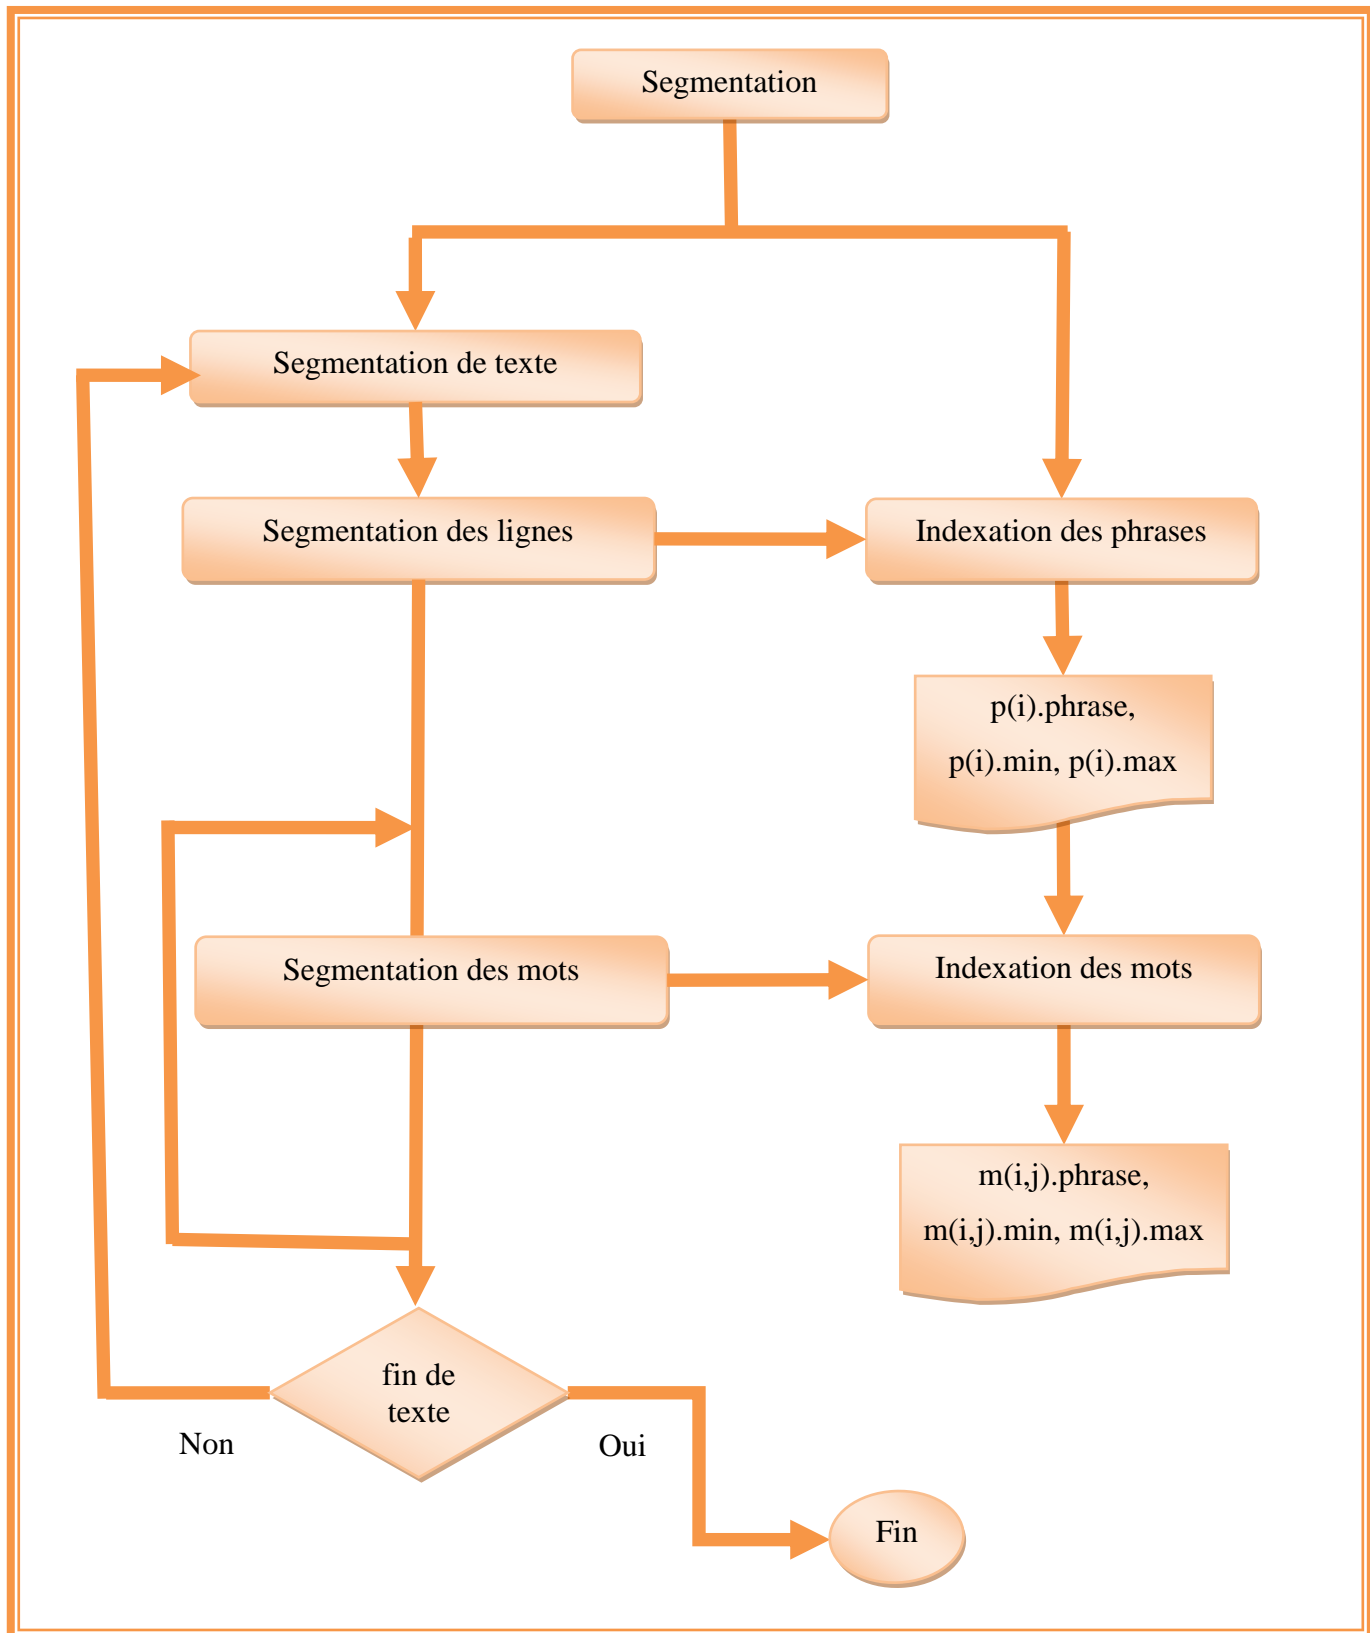 Segmentation
Segmentation de texte
Segmentation des lignes
Indexation des phrases
p(i).phrase,
p(i).min, p(i).max
Segmentation des mots
Indexation des mots
m(i,j).phrase,
m(i,j).min, m(i,j).max
fin de
texte
Non
Oui
Fin